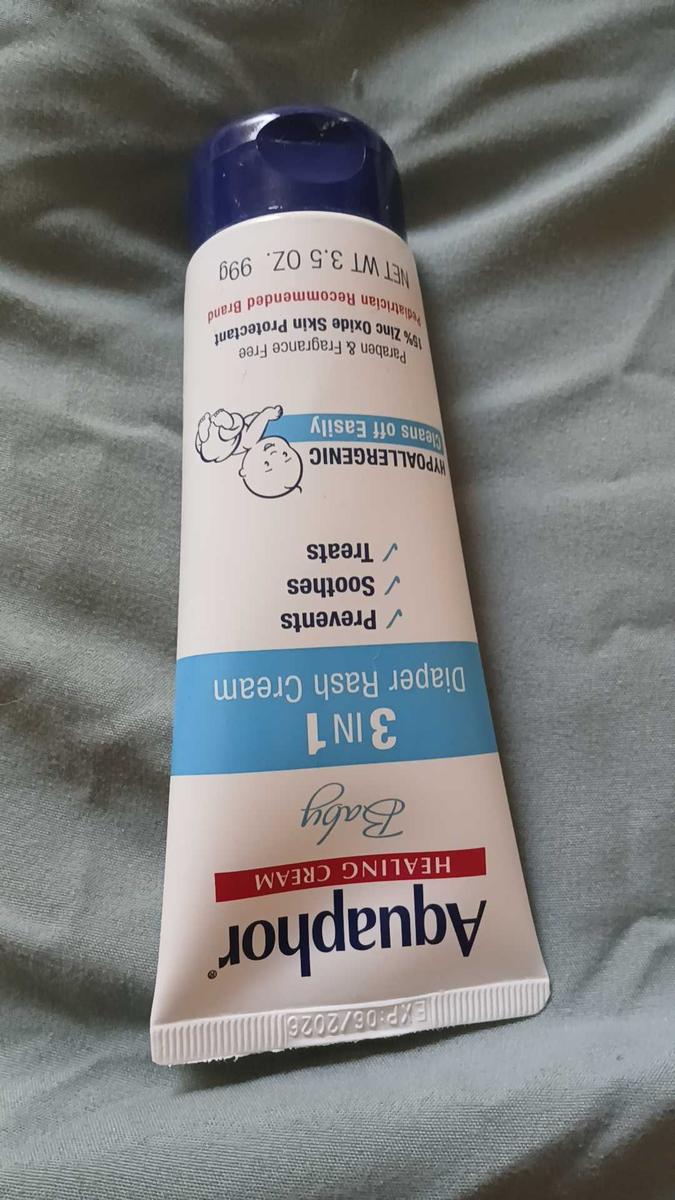 EXP:06/2026
Aquaphor®
HEALING CREAM
Baby
3 IN 1
Diaper Rash Cream
✓ Prevents
✓ Soothes
✓ Treats
HYPOALLERGENIC
Cleans off Easily
Paraben & Fragrance Free
15% Zinc Oxide Skin Protectant
Pediatrician Recommended Brand
NET WT 3.5 OZ. 99g